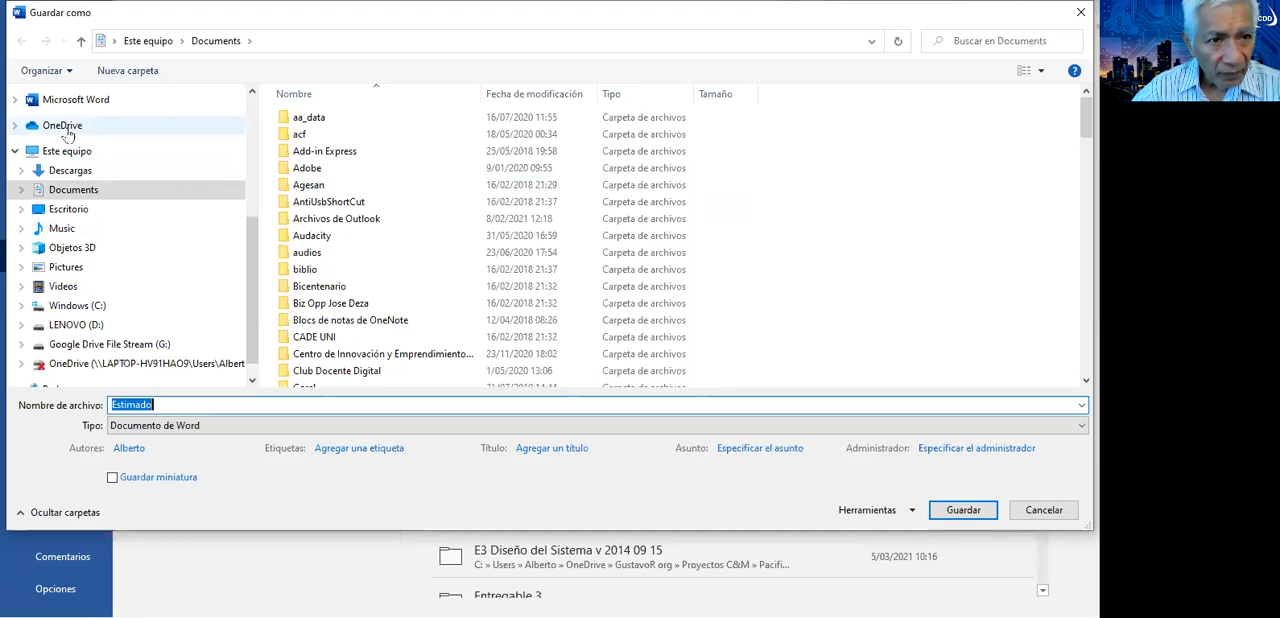 Guardar como
Este equipo > Documents >
Buscar en Documents
Organizar
Nueva carpeta
Microsoft Word
OneDrive
Este equipo
Descargas
Documents
Escritorio
Music
Objetos 3D
Pictures
Videos
Windows (C:)
LENOVO (D:)
Google Drive File Stream (G:)
OneDrive (\\LAPTOP-HV91HAO9\Users\Albert
Nombre Fecha de modificación Tipo Tamaño
aa_data 16/07/2020 11:55 Carpeta de archivos
acf 18/05/2020 00:34 Carpeta de archivos
Add-in Express 25/05/2018 19:58 Carpeta de archivos
Adobe 9/01/2020 09:55 Carpeta de archivos
Agesan 16/02/2018 21:29 Carpeta de archivos
AntiUsbShortCut 16/02/2018 21:37 Carpeta de archivos
Archivos de Outlook 8/02/2021 12:18 Carpeta de archivos
Audacity 31/05/2020 16:59 Carpeta de archivos
audios 23/06/2020 17:54 Carpeta de archivos
biblio 16/02/2018 21:37 Carpeta de archivos
Bicentenario 16/02/2018 21:32 Carpeta de archivos
Biz Opp Jose Deza 16/02/2018 21:32 Carpeta de archivos
Blocs de notas de OneNote 12/04/2018 08:26 Carpeta de archivos
CADE UNI 16/02/2018 21:32 Carpeta de archivos
Centro de Innovación y Emprendimiento... 23/11/2020 18:02 Carpeta de archivos
Club Docente Digital 1/05/2020 13:06 Carpeta de archivos
Nombre de archivo: Estimado
Tipo: Documento de Word
Autores: Alberto Etiquetas: Agregar una etiqueta Título: Agregar un título Asunto: Especificar el asunto Administrador: Especificar el administrador
Guardar miniatura
Ocultar carpetas
Herramientas Guardar Cancelar
Comentarios
Opciones
E3 Diseño del Sistema v 2014 09 15 5/03/2021 10:16
C: » Users » Alberto » OneDrive » GustavoR org » Proyectos C&M » Pacifi...
Entregable 3
CDD